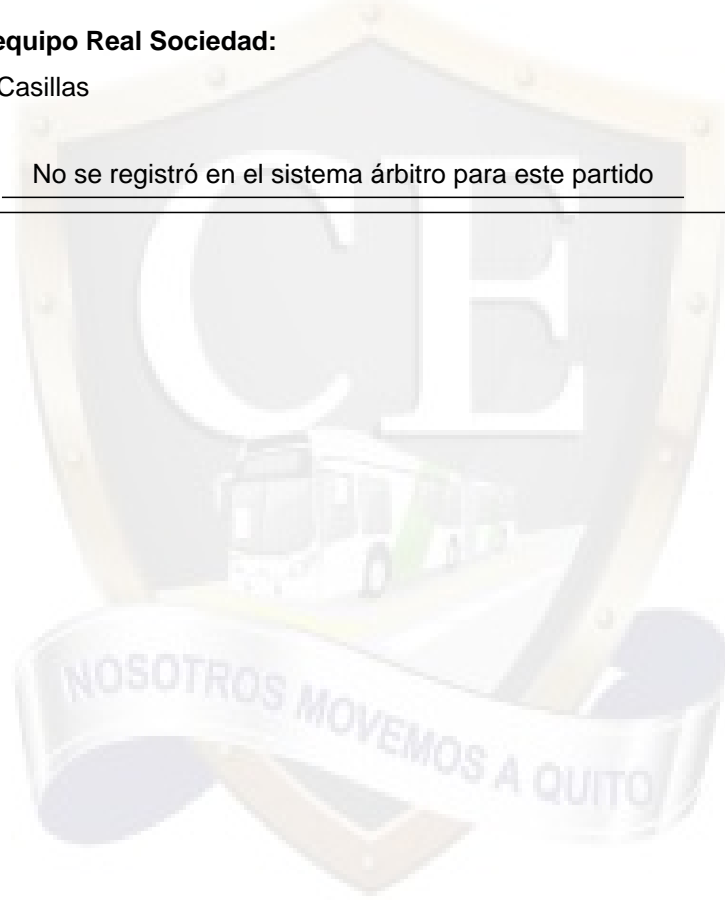 equipo Real Sociedad:
Casillas
No se registró en el sistema árbitro para este partido
CE
NOSOTROS MOVEMOS A QUITO